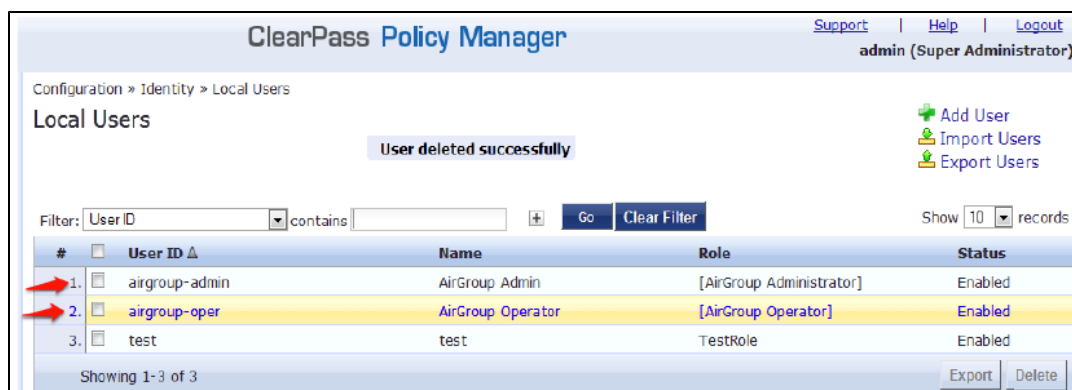 ClearPass Policy Manager
Support | Help | Logout
admin (Super Administrator)
Configuration » Identity » Local Users
Local Users
User deleted successfully
Add User
Import Users
Export Users
Filter: User ID contains + Go Clear Filter Show 10 records
# User ID Name Role Status
1. airgroup-admin AirGroup Admin [AirGroup Administrator] Enabled
2. airgroup-oper AirGroup Operator [AirGroup Operator] Enabled
3. test test TestRole Enabled
Showing 1-3 of 3 Export Delete